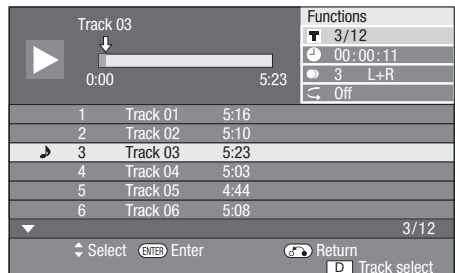 Track 03
0:00 5:23
Functions
T 3/12
00:00:11
3 L+R
Off
1 Track 01 5:16
2 Track 02 5:10
3 Track 03 5:23
4 Track 04 5:03
5 Track 05 4:44
6 Track 06 5:08
3/12
Select ENTER Enter Return
D Track select